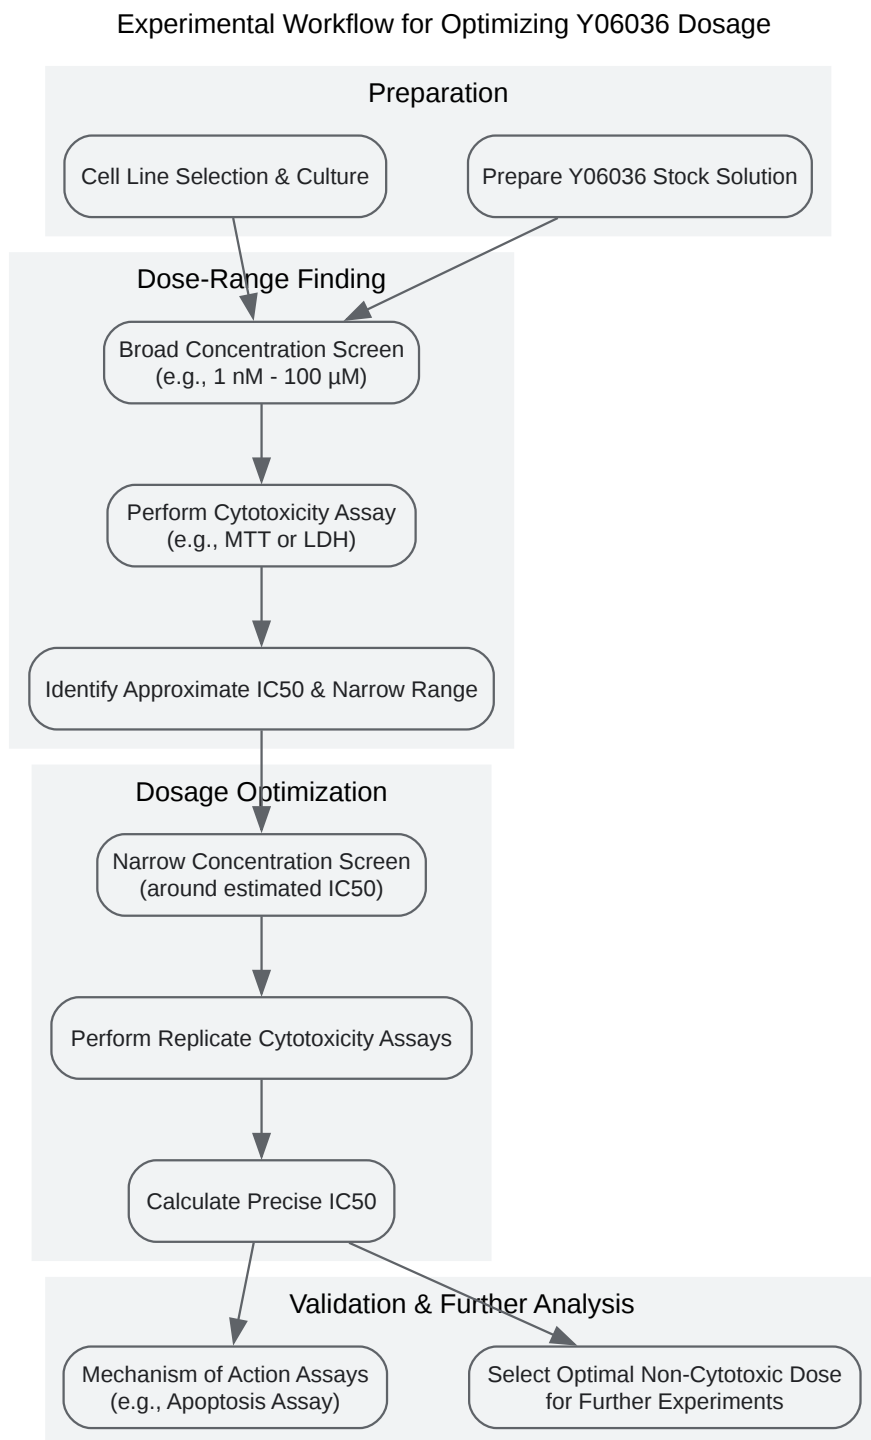 Experimental Workflow for Optimizing Y06036 Dosage
Preparation
Cell Line Selection & Culture
Prepare Y06036 Stock Solution
Dose-Range Finding
Broad Concentration Screen
(e.g., 1 nM - 100 µM)
Perform Cytotoxicity Assay
(e.g., MTT or LDH)
Identify Approximate IC50 & Narrow Range
Dosage Optimization
Narrow Concentration Screen
(around estimated IC50)
Perform Replicate Cytotoxicity Assays
Calculate Precise IC50
Validation & Further Analysis
Mechanism of Action Assays
(e.g., Apoptosis Assay)
Select Optimal Non-Cytotoxic Dose
for Further Experiments